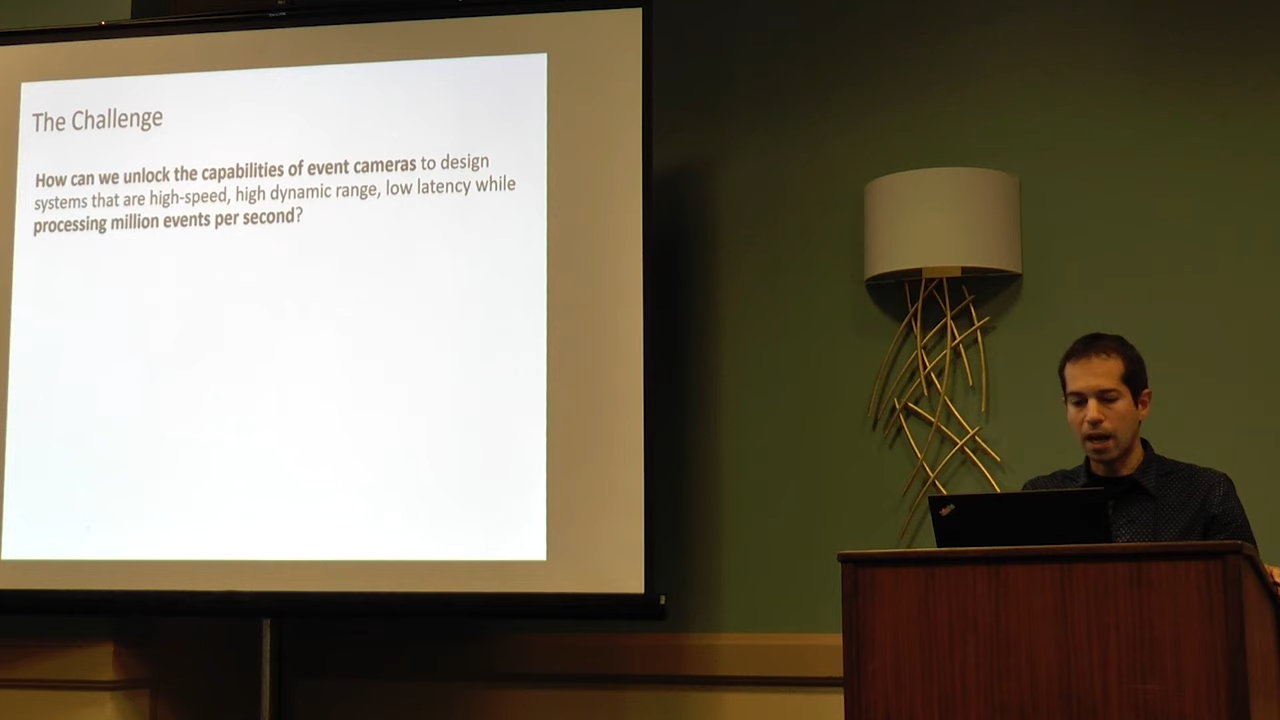 The Challenge
How can we unlock the capabilities of event cameras to design
systems that are high-speed, high dynamic range, low latency while
processing million events per second?